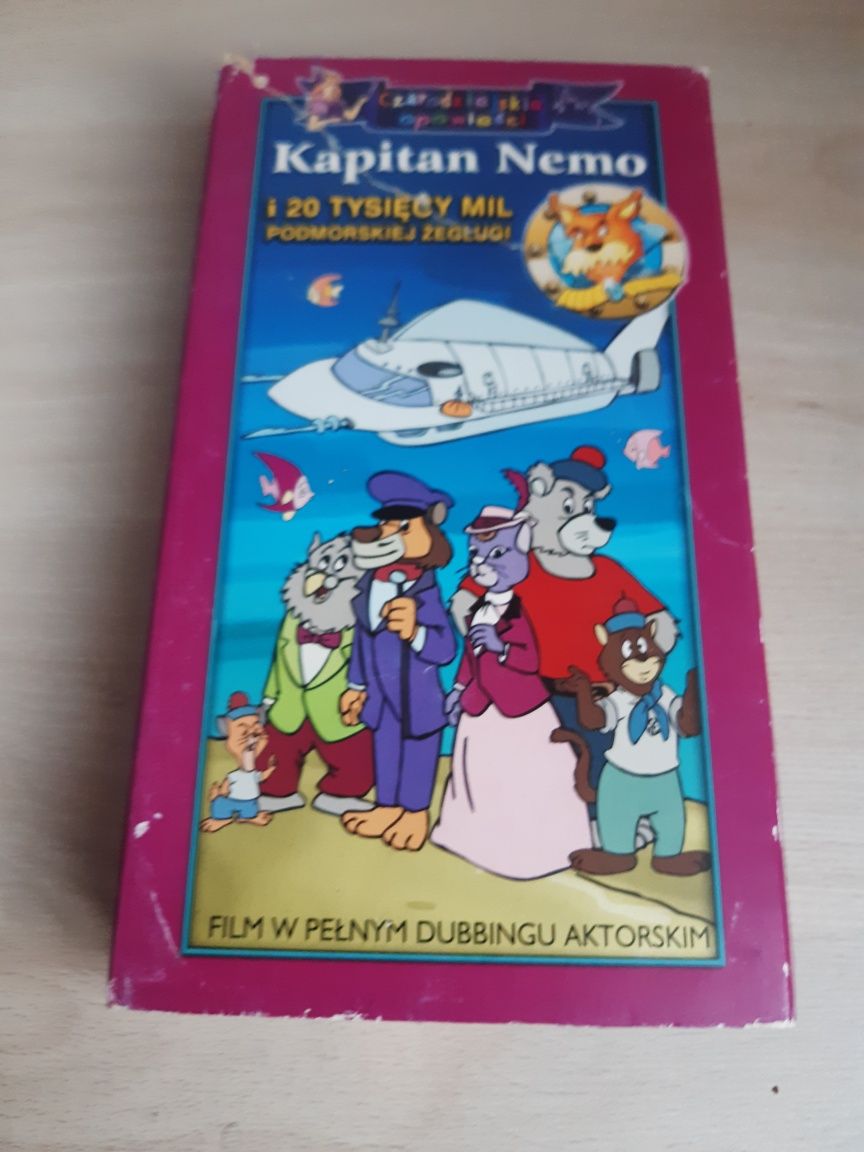 Czarodziejskie
opowieści
Kapitan Nemo
i 20 TYSIĘCY MIL
PODMORSKIEJ ŻEGLUGI
FILM W PEŁNYM DUBBINGU AKTORSKIM